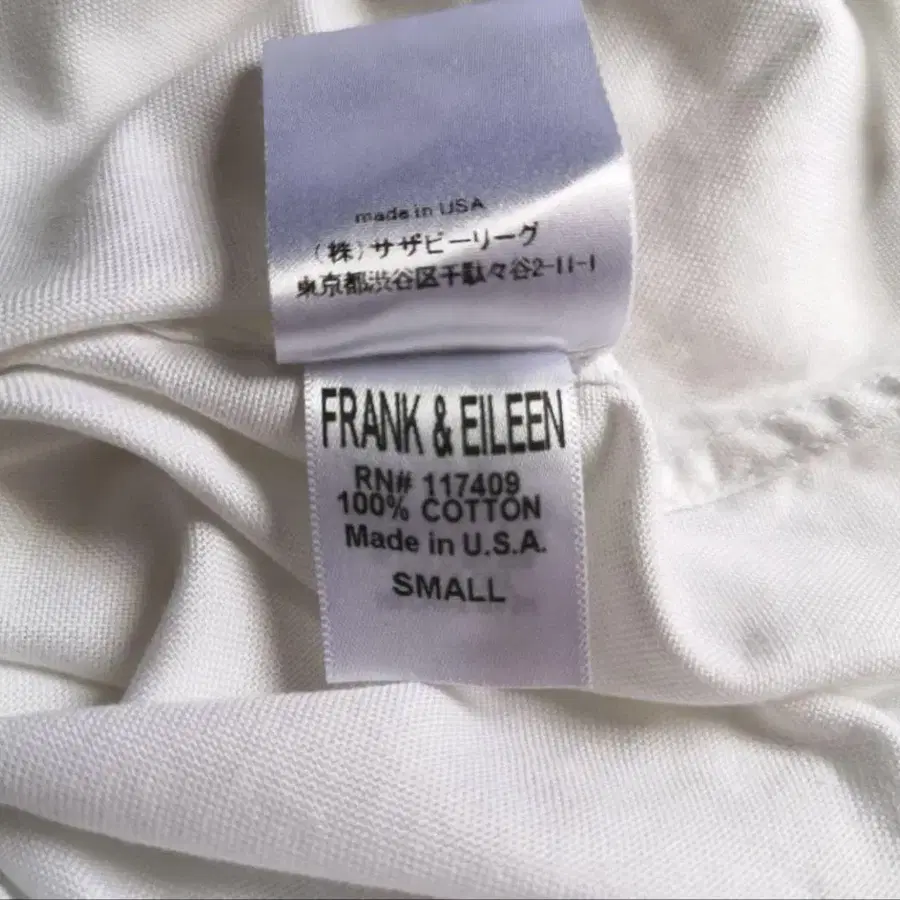 made in USA
(株)サザビーリーグ
東京都渋谷区千駄々谷2-11-1
FRANK & EILEEN
RN# 117409
100% COTTON
Made in U.S.A.
SMALL